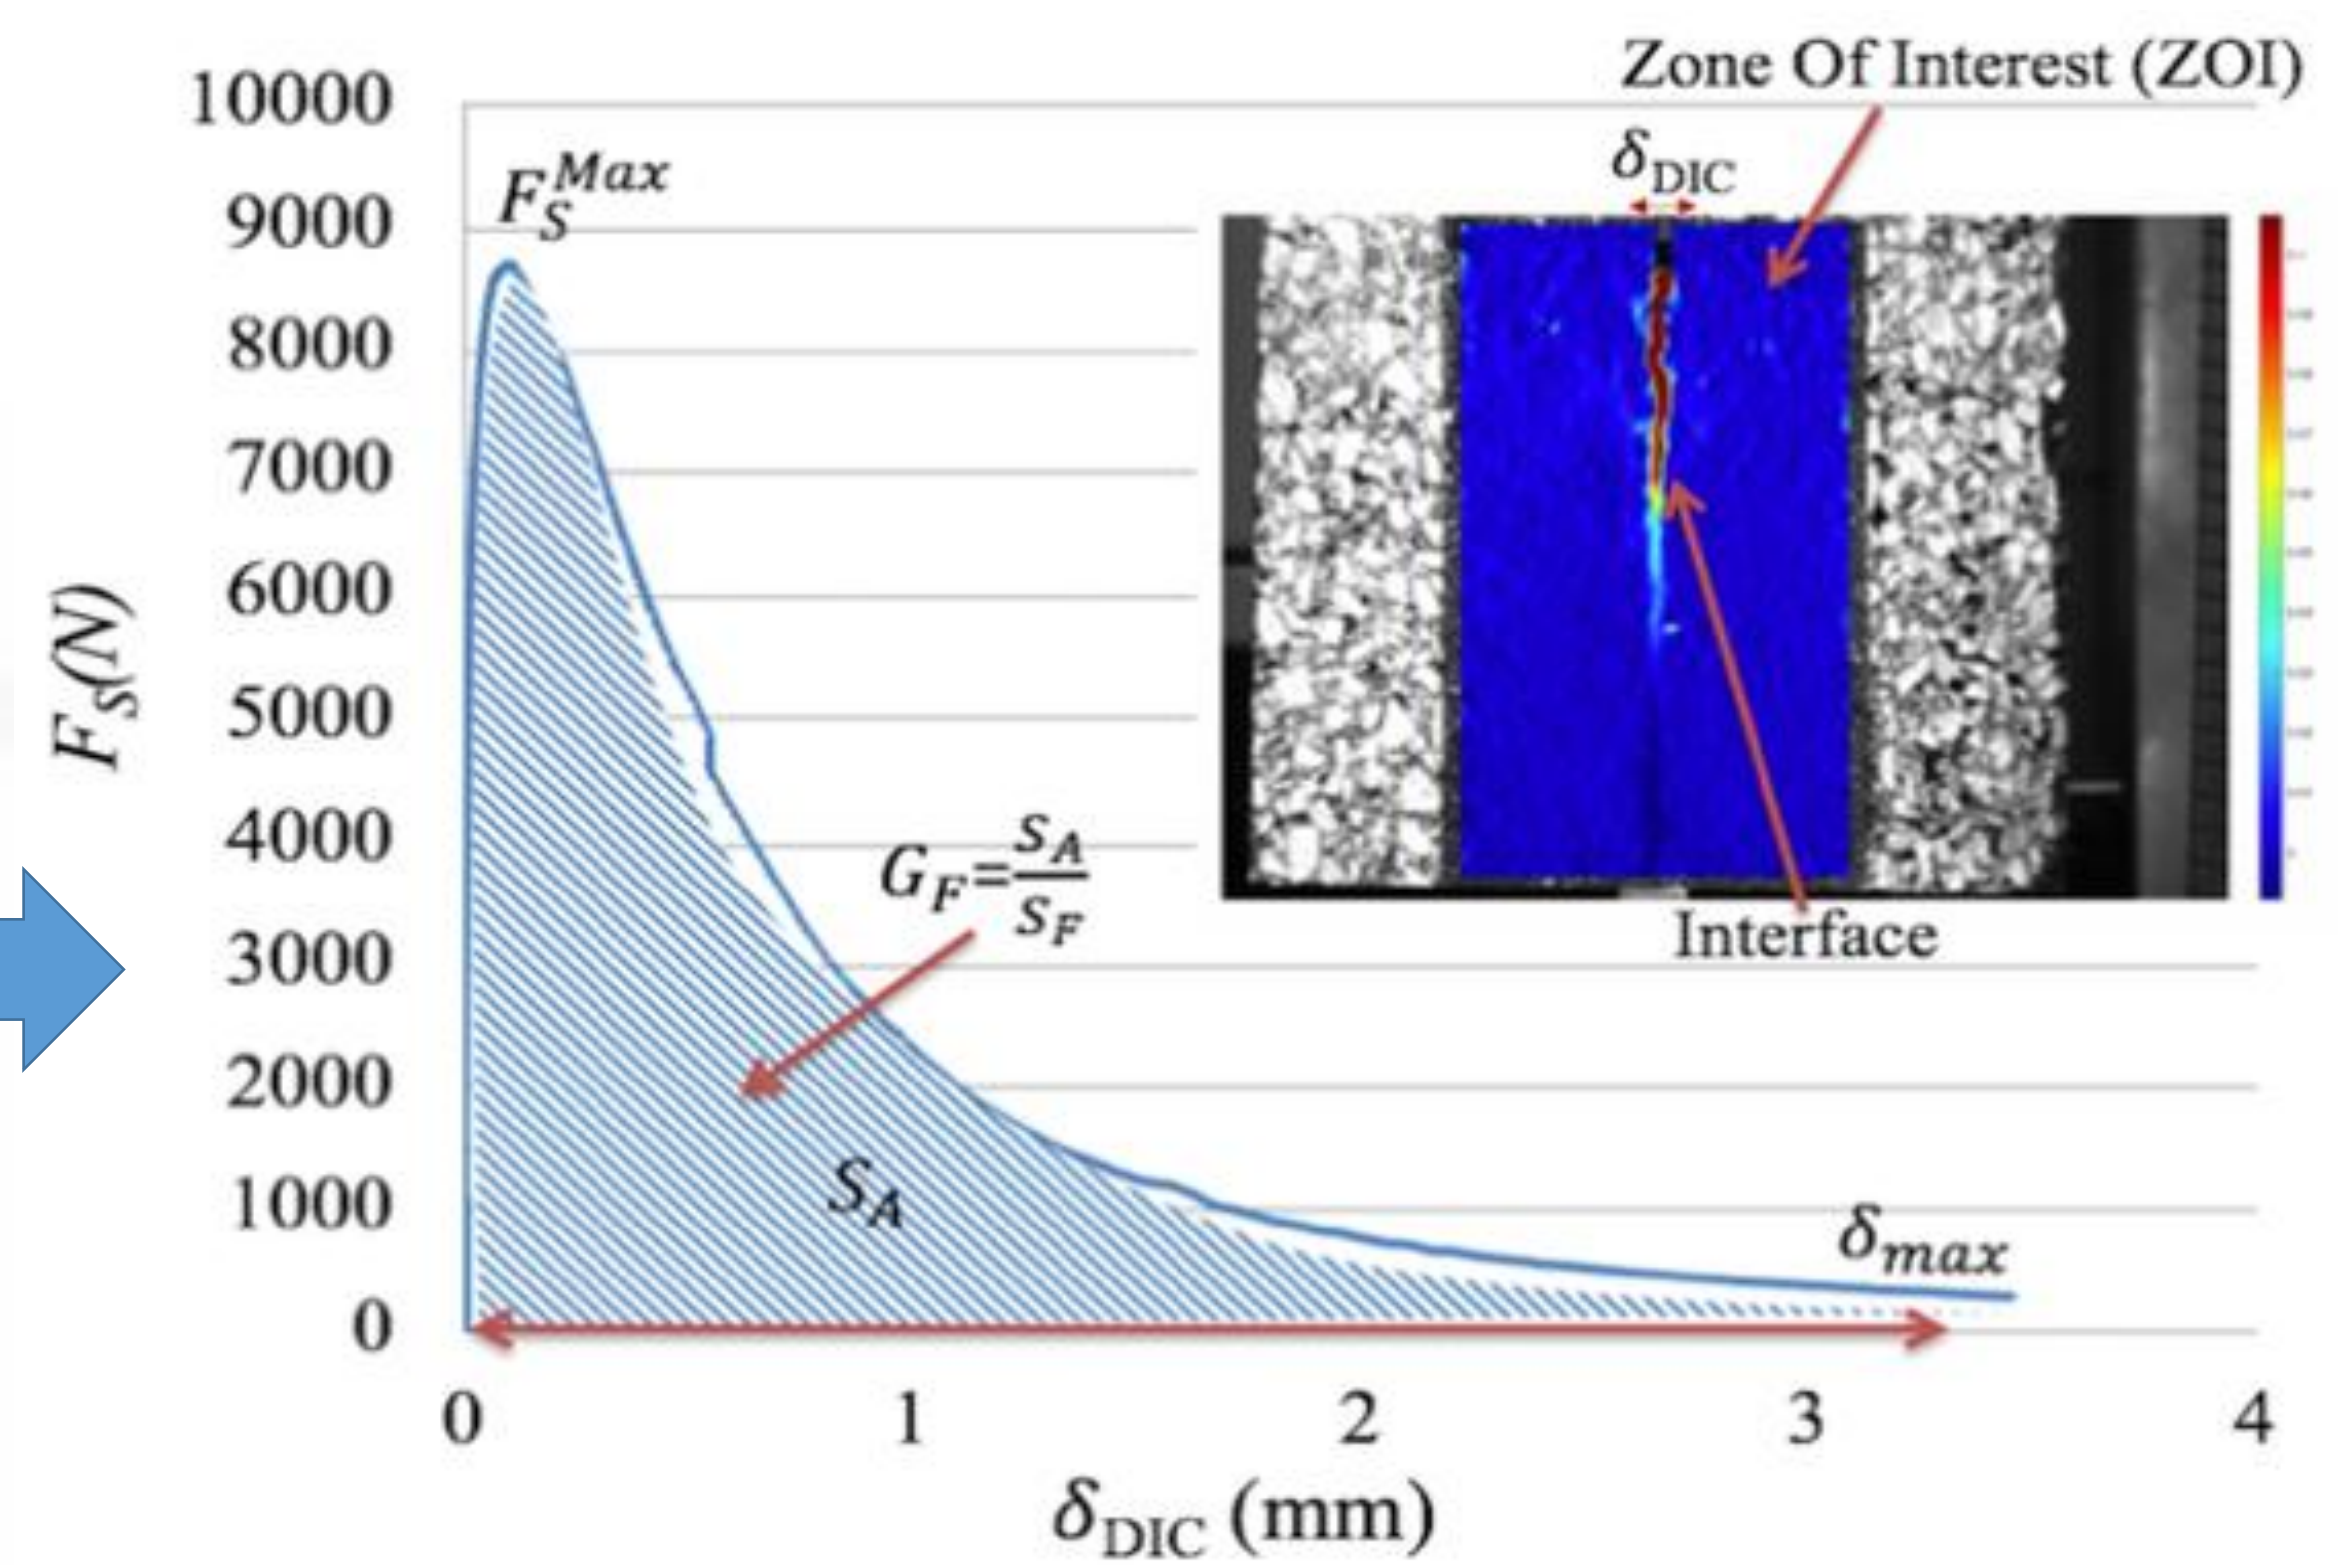 Zone Of Interest (ZOI)
δDIC
10000
F_S^Max
9000
8000
7000
6000
5000
4000
3000
2000
1000
0
F_S(N)
G_F=S_A/S_F
Interface
S_A
δ_max
0 1 2 3 4
δDIC (mm)